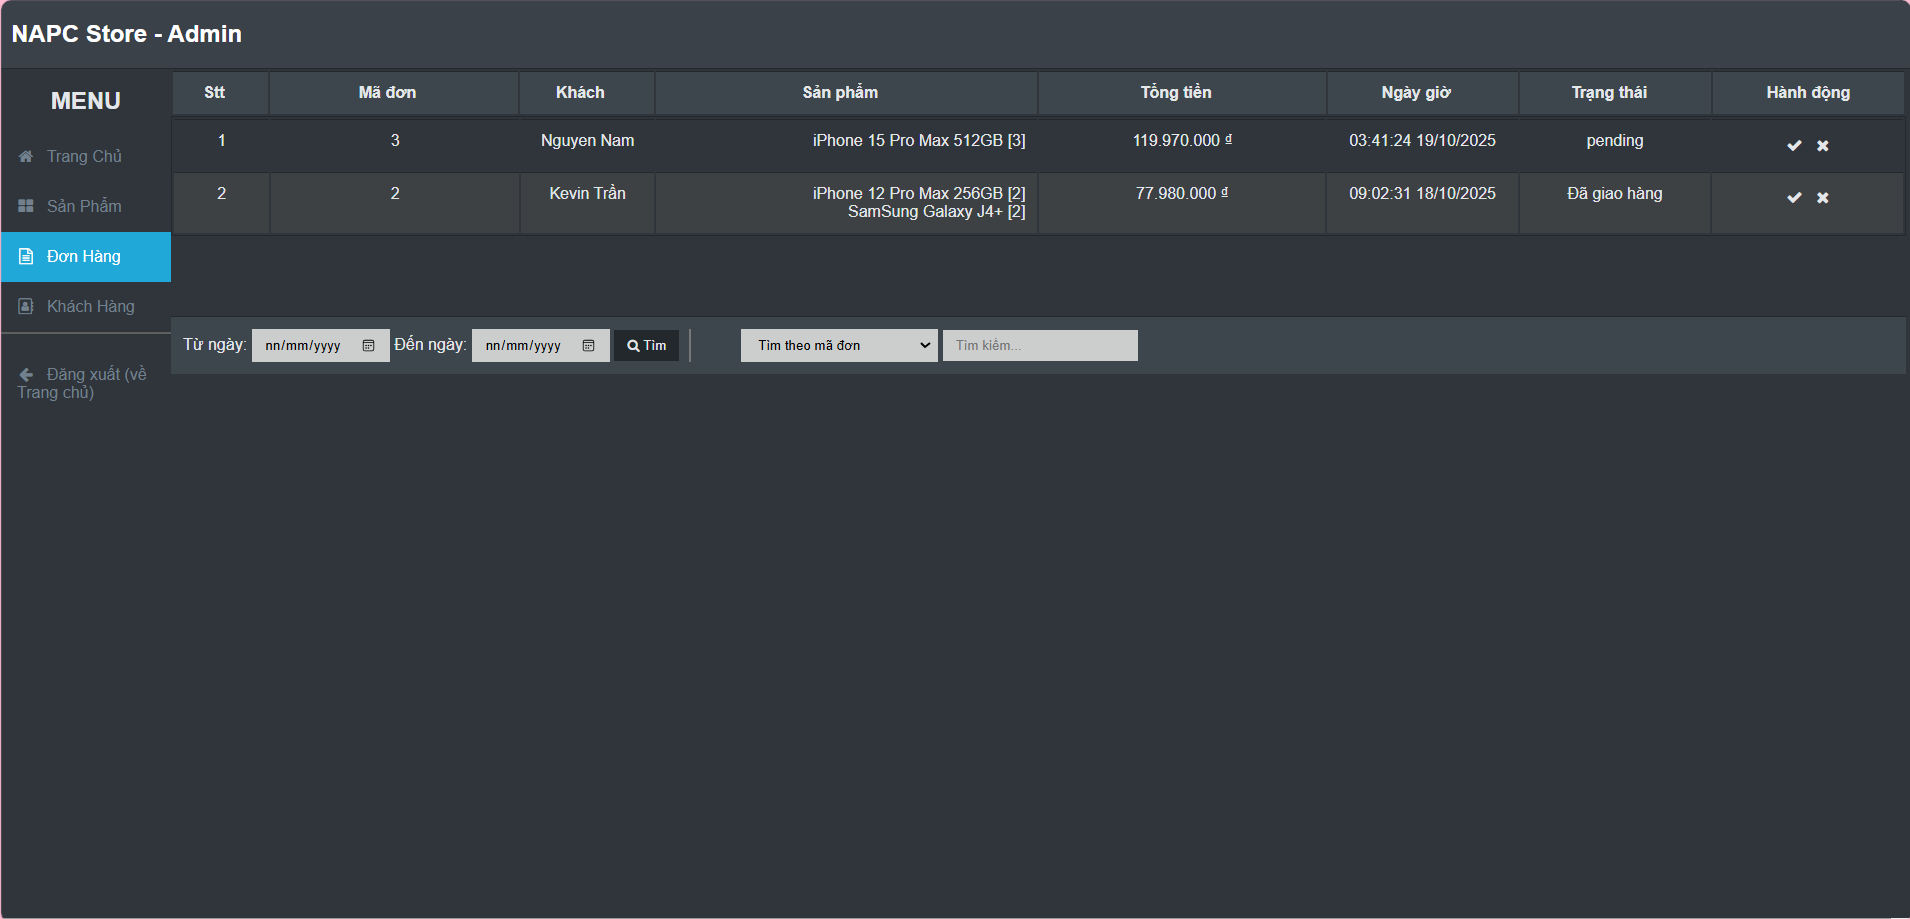 NAPC Store - Admin
MENU
Trang Chủ
Sản Phẩm
Đơn Hàng
Khách Hàng
Đăng xuất (về
Trang chủ)
Stt Mã đơn Khách Sản phẩm Tổng tiền Ngày giờ Trạng thái Hành động
1 3 Nguyen Nam iPhone 15 Pro Max 512GB [3] 119.970.000 ₫ 03:41:24 19/10/2025 pending
2 2 Kevin Trần iPhone 12 Pro Max 256GB [2] 77.980.000 ₫ 09:02:31 18/10/2025 Đã giao hàng
SamSung Galaxy J4+ [2]
Từ ngày: nn/mm/yyyy Đến ngày: nn/mm/yyyy Tìm Tìm theo mã đơn Tìm kiếm...